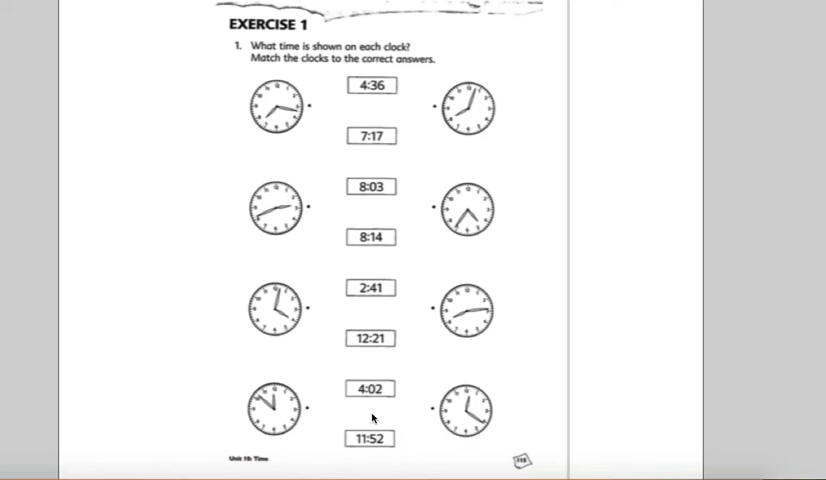 EXERCISE 1
1. What time is shown on each clock?
Match the clocks to the correct answers.
4:36
7:17
8:03
8:14
2:41
12:21
4:02
11:52
Unit 10: Time